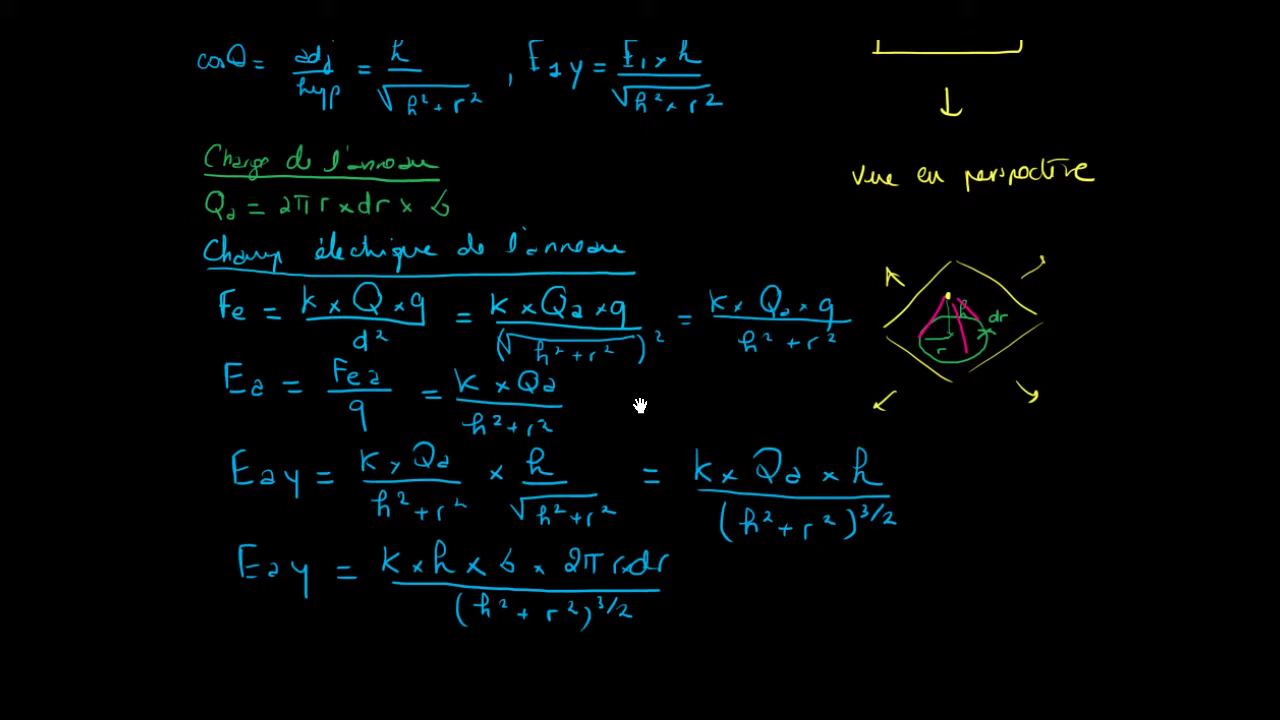 cosθ = adj/hyp = h/√(h² + r²) , E₁y = E₁ × h/√(h² × r²)
Charge de l'anneau
Qa = 2π r × dr × σ
Champ électrique de l'anneau
Fe = k × Q × q/d² = k × Qa × q/(√(h² + r²))² = k × Qa × q/h² + r²
Ea = Fea/q = k × Qa/h² + r²
Eay = k × Qa/h² + r² × h/√(h² + r²) = k × Qa × h/(h² + r²)^3/2
Eay = k × h × σ × 2π r × dr/(h² + r²)^3/2
vue en perspective
h
dr
r